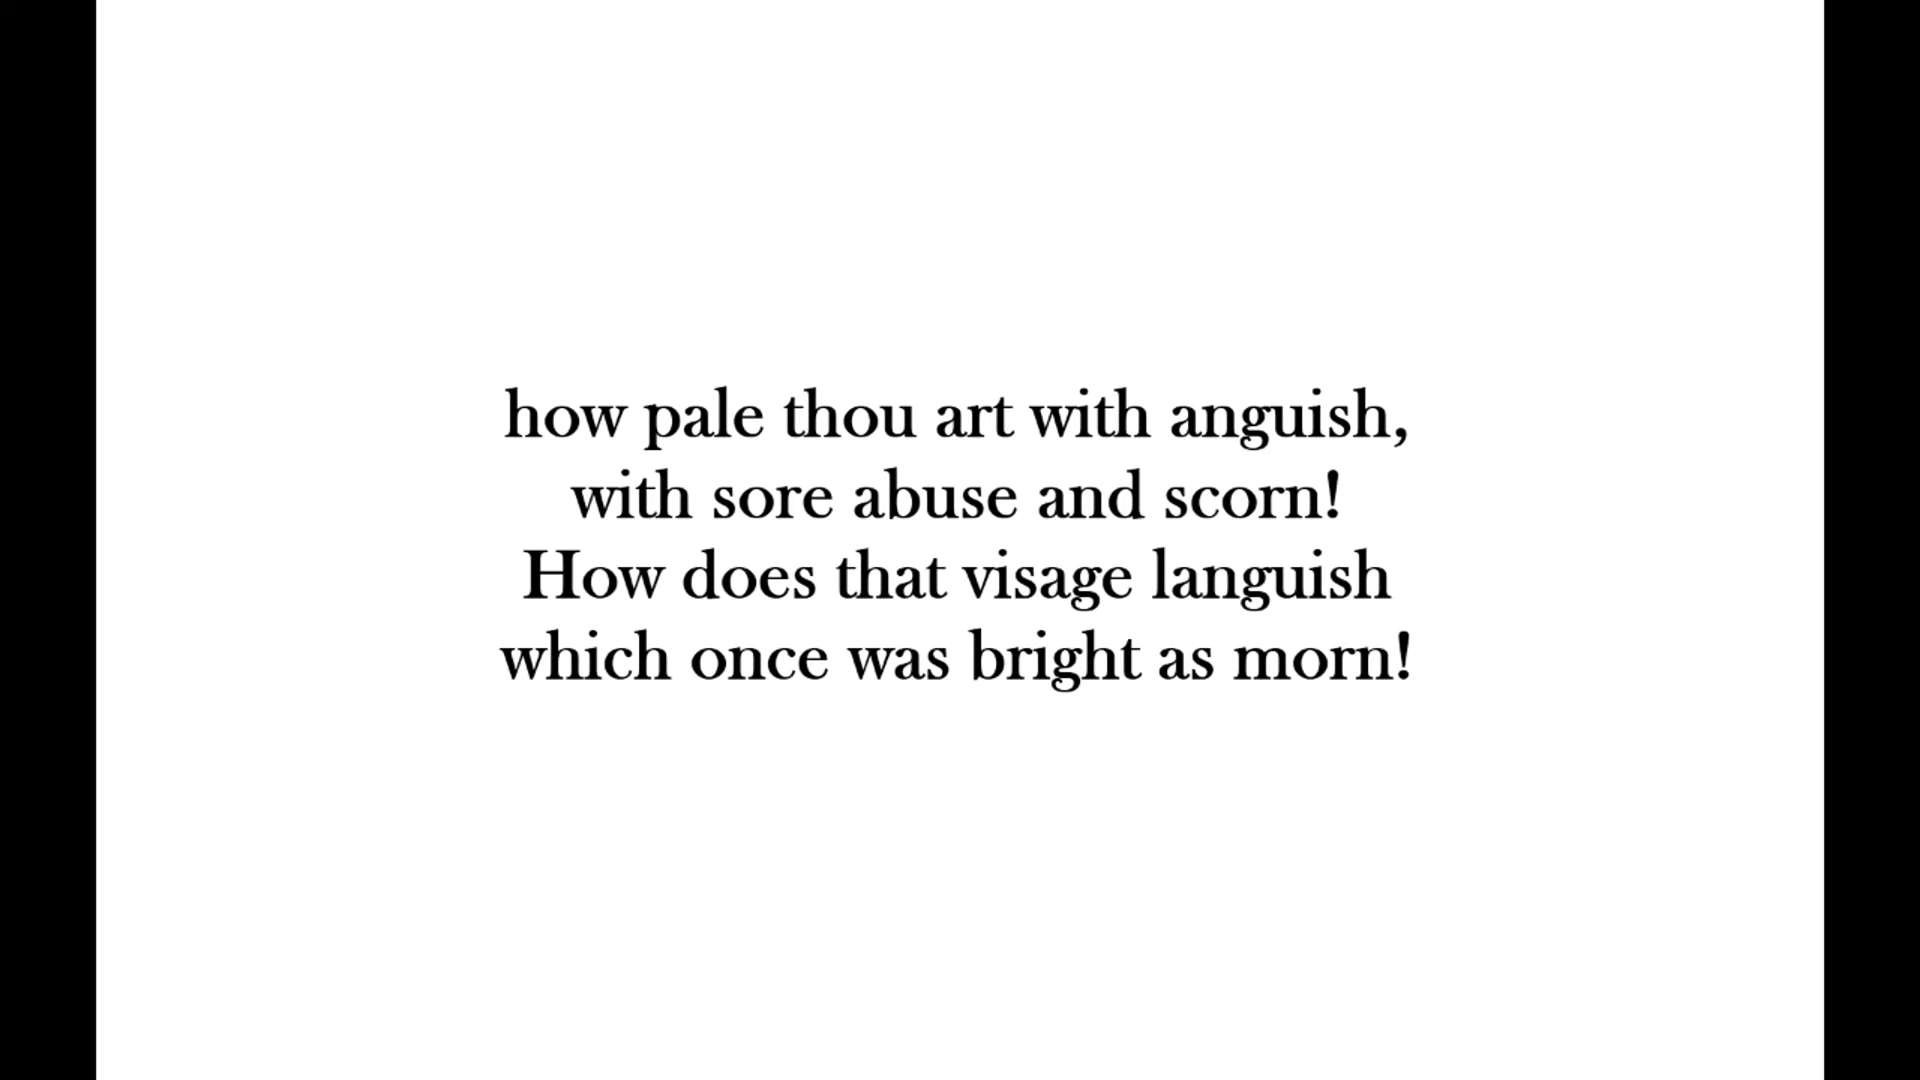 how pale thou art with anguish,
with sore abuse and scorn!
How does that visage languish
which once was bright as morn!